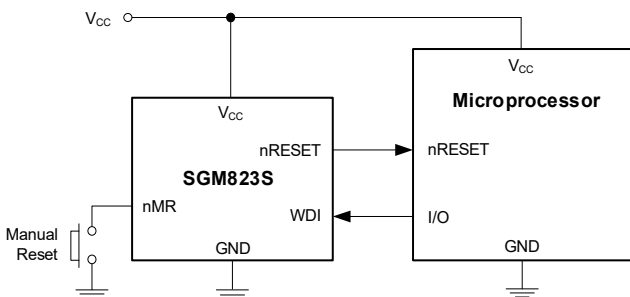 VCC
VCC
Microprocessor
VCC
nRESET
nRESET
SGM823S
nMR
WDI
I/O
Manual
Reset
GND
GND